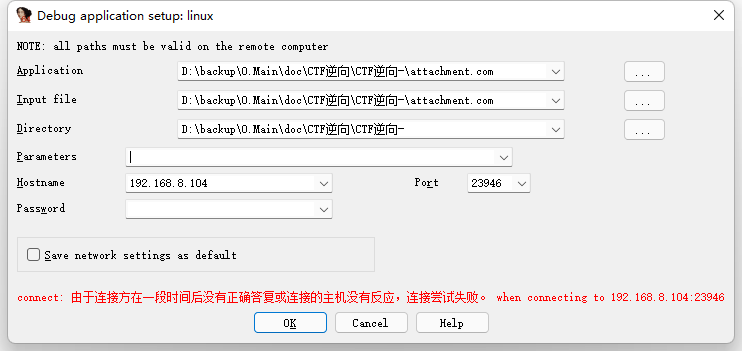 Debug application setup: linux
NOTE: all paths must be valid on the remote computer
Application D:\backup\0.Main\doc\CTF逆向\CTF逆向-\attachment.com ...
Input file D:\backup\0.Main\doc\CTF逆向\CTF逆向-\attachment.com ...
Directory D:\backup\0.Main\doc\CTF逆向\CTF逆向- ...
Parameters
Hostname 192.168.8.104 Port 23946
Password
Save network settings as default
connect: 由于连接方在一段时间后没有正确答复或连接的主机没有反应，连接尝试失败。 when connecting to 192.168.8.104:23946
OK Cancel Help